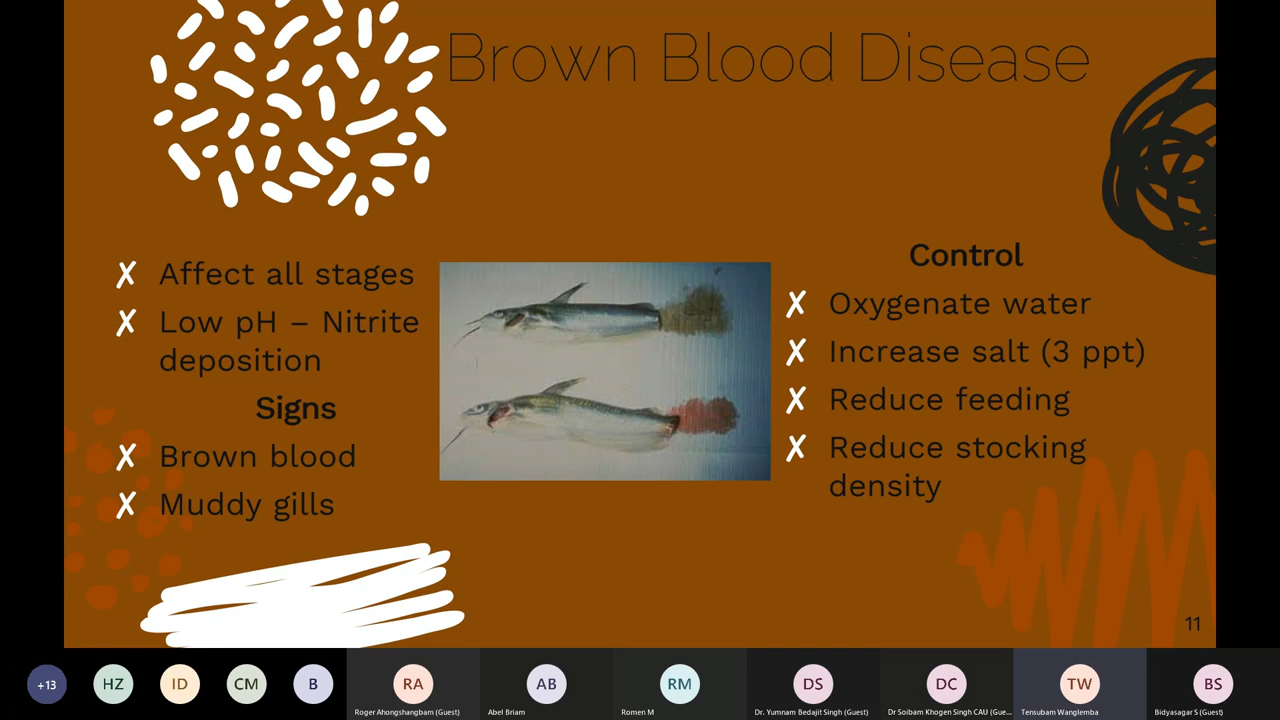 Brown Blood Disease
✗ Affect all stages
✗ Low pH – Nitrite
deposition
Signs
✗ Brown blood
✗ Muddy gills
Control
✗ Oxygenate water
✗ Increase salt (3 ppt)
✗ Reduce feeding
✗ Reduce stocking
density
11
+13
HZ
ID
CM
B
RA
Roger Ahongshangbam (Guest)
AB
Abel Briam
RM
Romen M
DS
Dr. Yumnam Bedajit Singh (Guest)
DC
Dr Soibam Khogen Singh CAU (Gue...
TW
Tensubam Wanglemba
BS
Bidyasagar S (Guest)